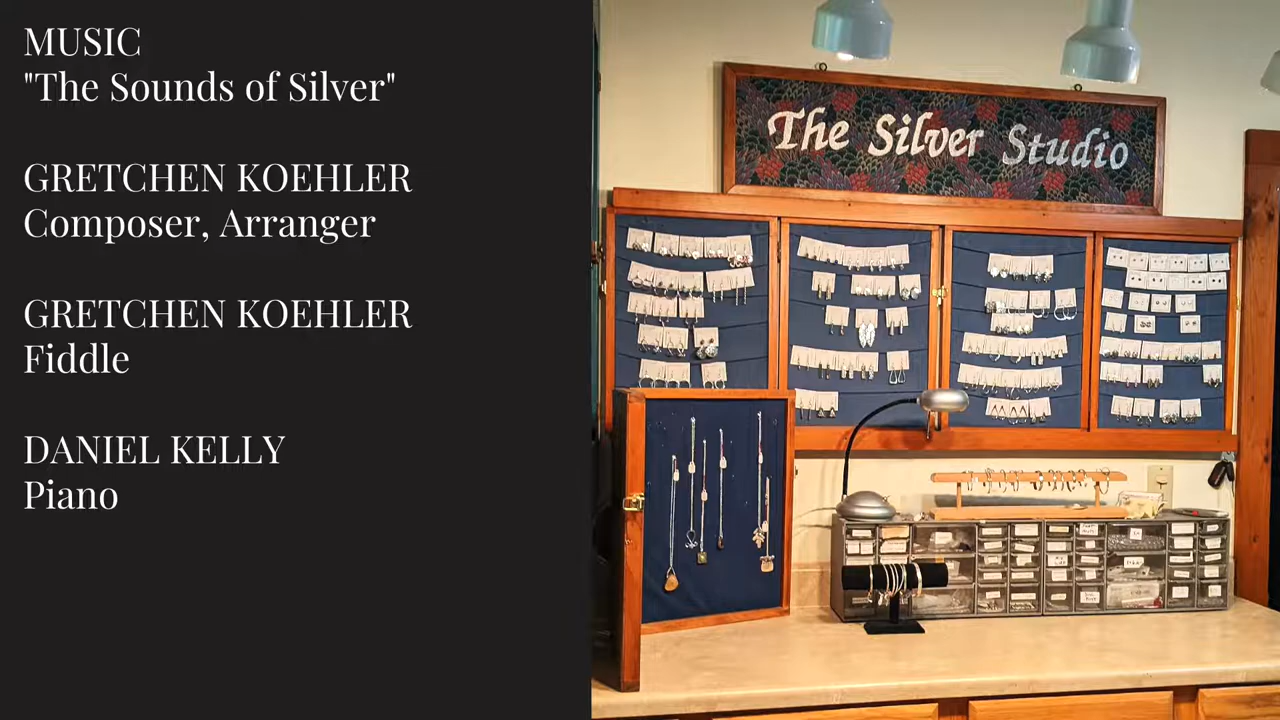 MUSIC
"The Sounds of Silver"
GRETCHEN KOEHLER
Composer, Arranger
GRETCHEN KOEHLER
Fiddle
DANIEL KELLY
Piano
The Silver Studio